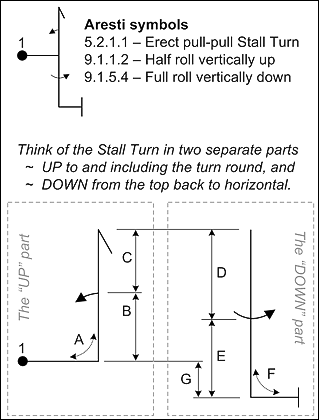 Aresti symbols
1
5.2.1.1 – Erect pull-pull Stall Turn
9.1.1.2 – Half roll vertically up
9.1.5.4 – Full roll vertically down
Think of the Stall Turn in two separate parts
~ UP to and including the turn round, and
~ DOWN from the top back to horizontal.
The "UP" part
C
B
A
1
The "DOWN" part
D
E
G
F